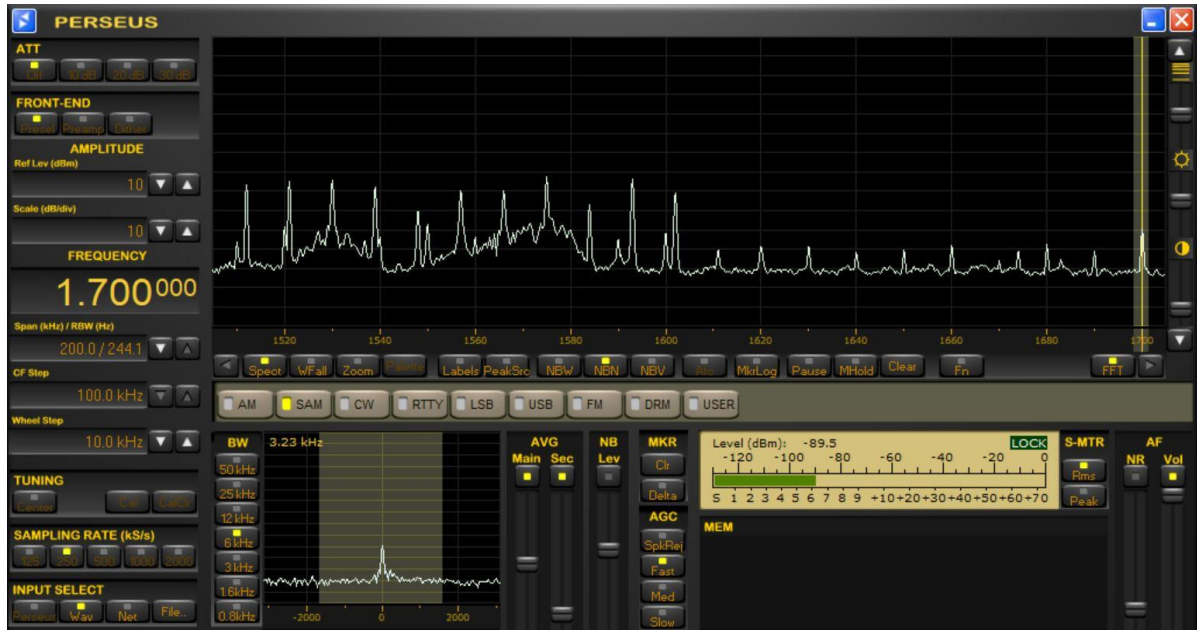 PERSEUS
ATT
Off 10 dB 20 dB 30 dB
FRONT-END
Presel Preamp Dither
AMPLITUDE
Ref Lev (dBm)
10
Scale (dB/div)
10
FREQUENCY
1.700 000
Span (kHz) / RBW (Hz)
200.0 / 244.1
CF Step
100.0 kHz
Wheel Step
10.0 kHz
TUNING
Center Cal CalClr
SAMPLING RATE (kS/s)
125 250 500 1000 2000
INPUT SELECT
Perseus Wav Net File..
1520 1540 1560 1580 1600 1620 1640 1660 1680 1700
Spect WFall Zoom Palette Labels PeakSrc NBW NBN NBV Aro MkrLog Pause MHold Clear Fn FFT
AM SAM CW RTTY LSB USB FM DRM USER
BW
50 kHz
25 kHz
12 kHz
6 kHz
3 kHz
1.6kHz
0.8kHz
3.23 kHz
-2000 0 2000
AVG
Main Sec
NB
Lev
MKR
Clr
Delta
AGC
SpkRej
Fast
Med
Slow
Level (dBm): -89.5 LOCK
-120 -100 -80 -60 -40 -20 0
S 1 2 3 4 5 6 7 8 9 +10+20+30+40+50+60+70
S-MTR
Rms
Peak
AF
NR Vol
MEM